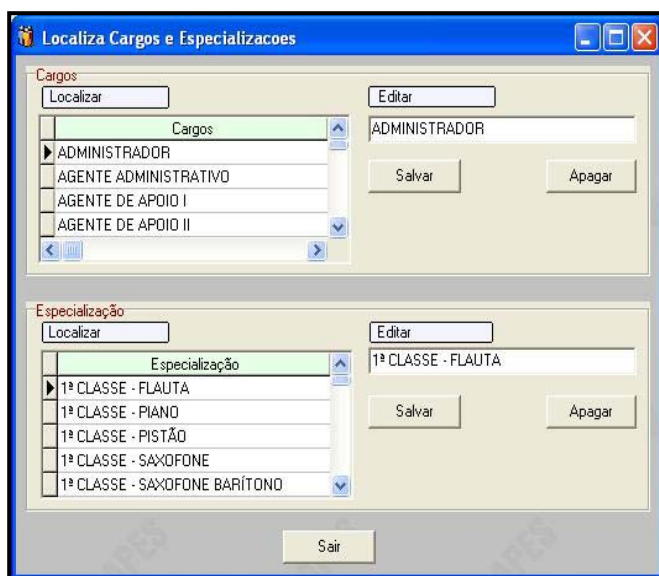 Localiza Cargos e Especializacoes
Cargos
Localizar
Editar
Cargos
ADMINISTRADOR
ADMINISTRADOR
AGENTE ADMINISTRATIVO
AGENTE DE APOIO I
AGENTE DE APOIO II
Salvar
Apagar
Especialização
Localizar
Editar
Especialização
1ª CLASSE - FLAUTA
1ª CLASSE - FLAUTA
1ª CLASSE - PIANO
1ª CLASSE - PISTÃO
1ª CLASSE - SAXOFONE
1ª CLASSE - SAXOFONE BARÍTONO
Salvar
Apagar
Sair